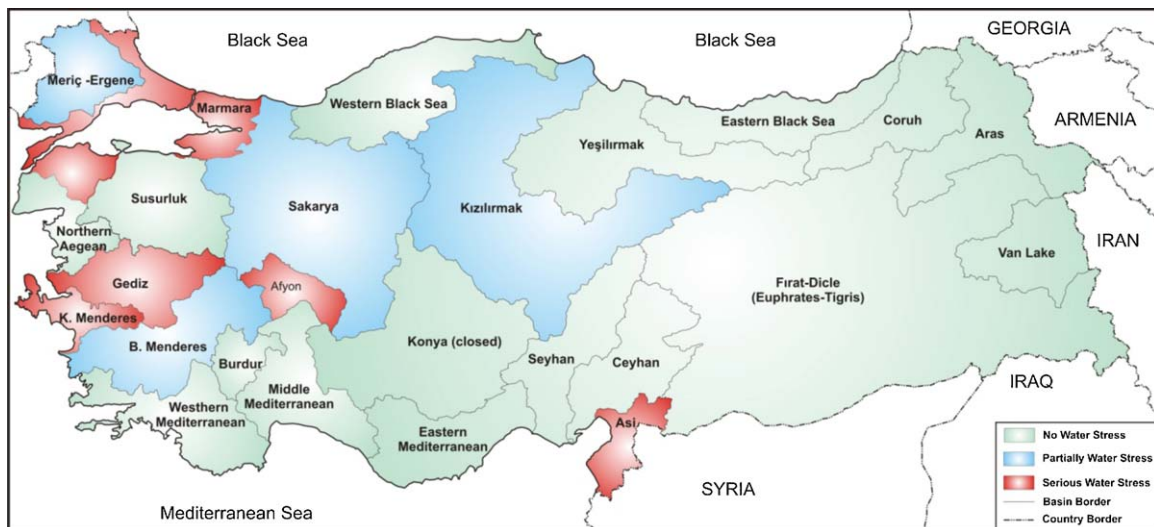 Black Sea
Black Sea
GEORGIA
Meriç -Ergene
Marmara
Western Black Sea
Eastern Black Sea
Coruh
ARMENIA
Yeşilırmak
Aras
Susurluk
Sakarya
Kızılırmak
Northern
Aegean
IRAN
Van Lake
Gediz
Afyon
Fırat-Dicle
(Euphrates-Tigris)
K. Menderes
B. Menderes
Konya (closed)
Burdur
Seyhan
Ceyhan
Middle
Mediterranean
IRAQ
Westhern
Mediterranean
Asi
Eastern
Mediterranean
No Water Stress
Partially Water Stress
Serious Water Stress
Basin Border
Country Border
SYRIA
Mediterranean Sea